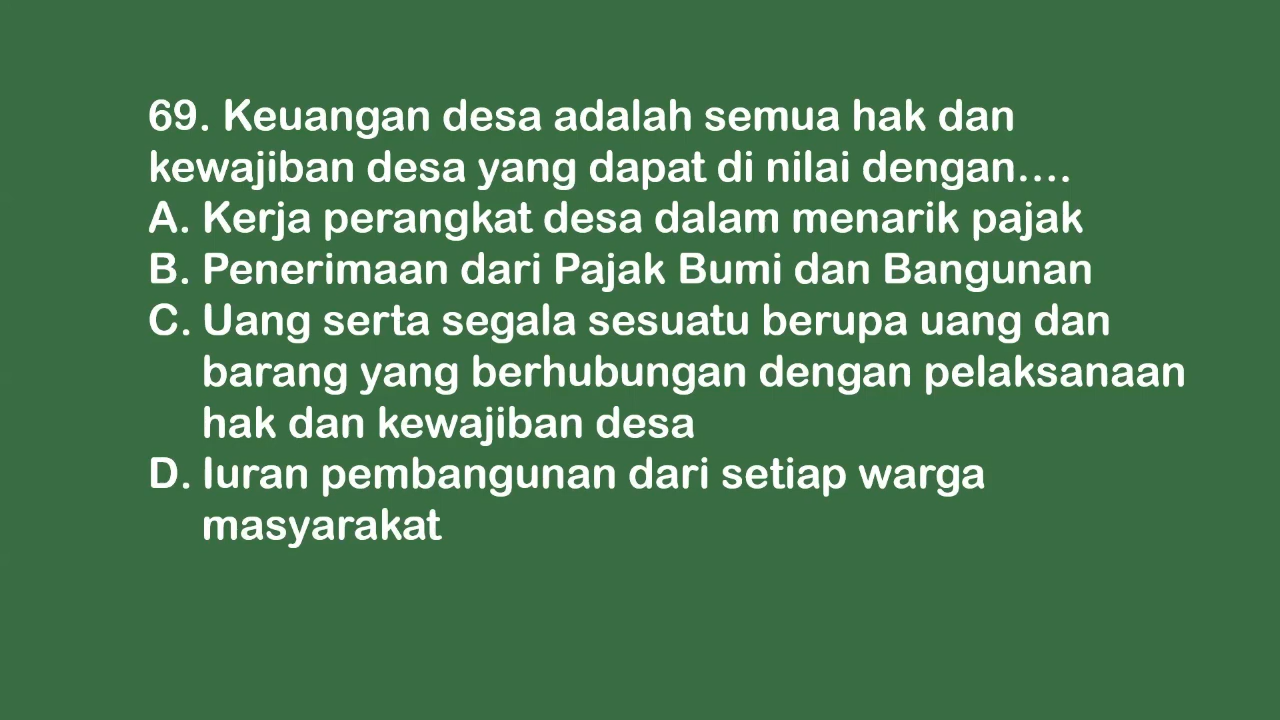 69. Keuangan desa adalah semua hak dan
kewajiban desa yang dapat di nilai dengan....
A. Kerja perangkat desa dalam menarik pajak
B. Penerimaan dari Pajak Bumi dan Bangunan
C. Uang serta segala sesuatu berupa uang dan
barang yang berhubungan dengan pelaksanaan
hak dan kewajiban desa
D. Iuran pembangunan dari setiap warga
masyarakat